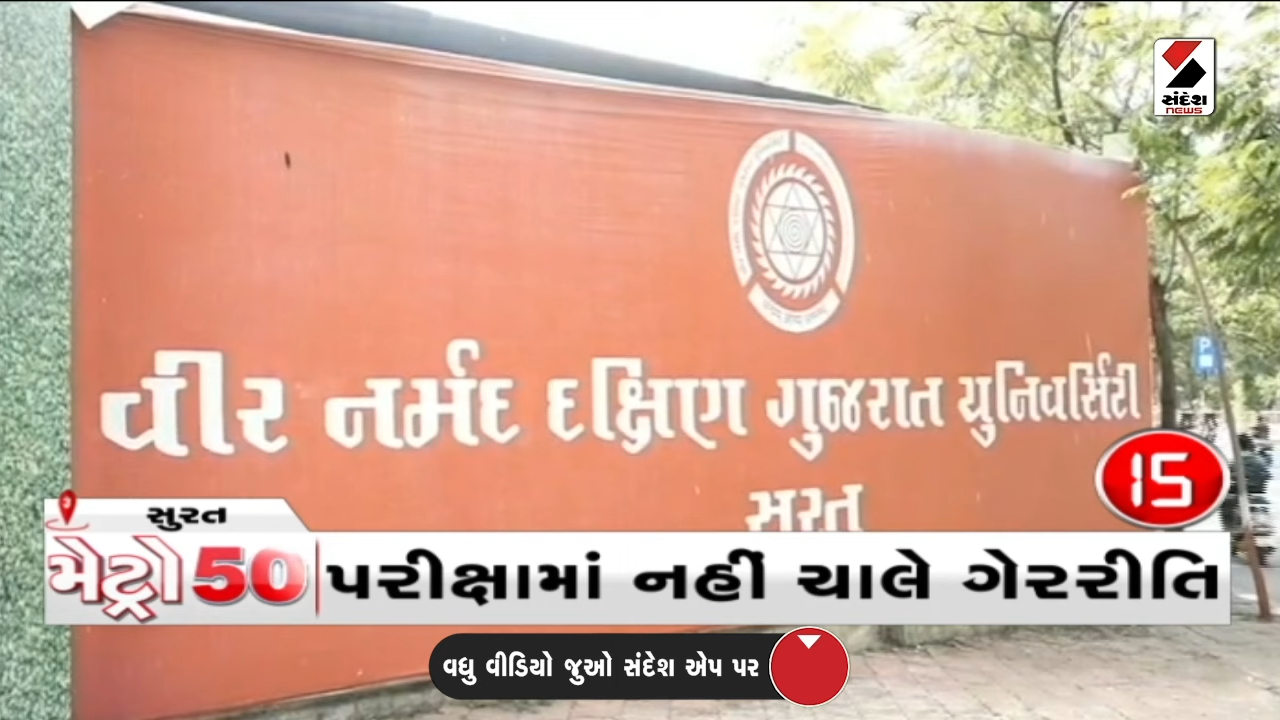 સંદેશ
NEWS
વીર નર્મદ દક્ષિણ ગુજરાત યુનિવર્સિટી
સુરત
15
સુરત
મેટ્રો 50
પરીક્ષામાં નહીં ચાલે ગેરરીતિ
વધુ વીડિયો જુઓ સંદેશ એપ પર
P